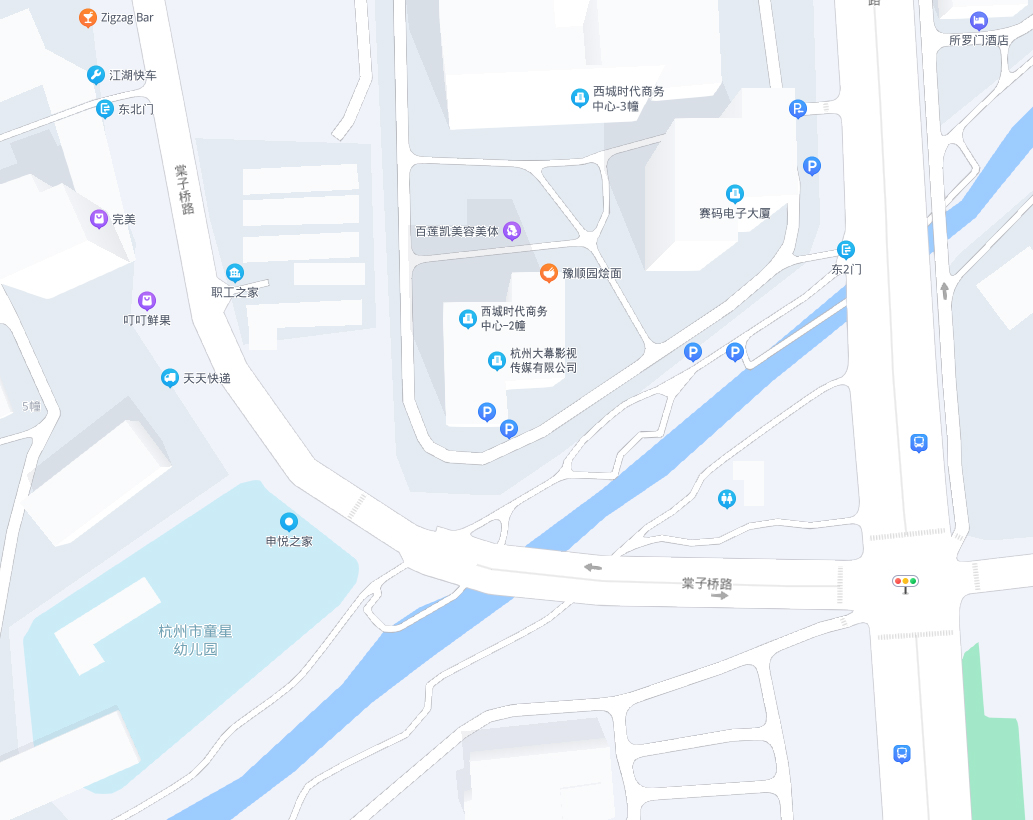 Zigzag Bar
路
所罗门酒店
江湖快车
东北门
西城时代商务
中心-3幢
P
P
棠子桥路
完美
赛码电子大厦
百莲凯美容美体
职工之家
豫顺园烩面
东2门
叮叮鲜果
西城时代商务
中心-2幢
杭州大幕影视
传媒有限公司
P
P
天天快递
5幢
P
P
申悦之家
棠子桥路
杭州市童星
幼儿园